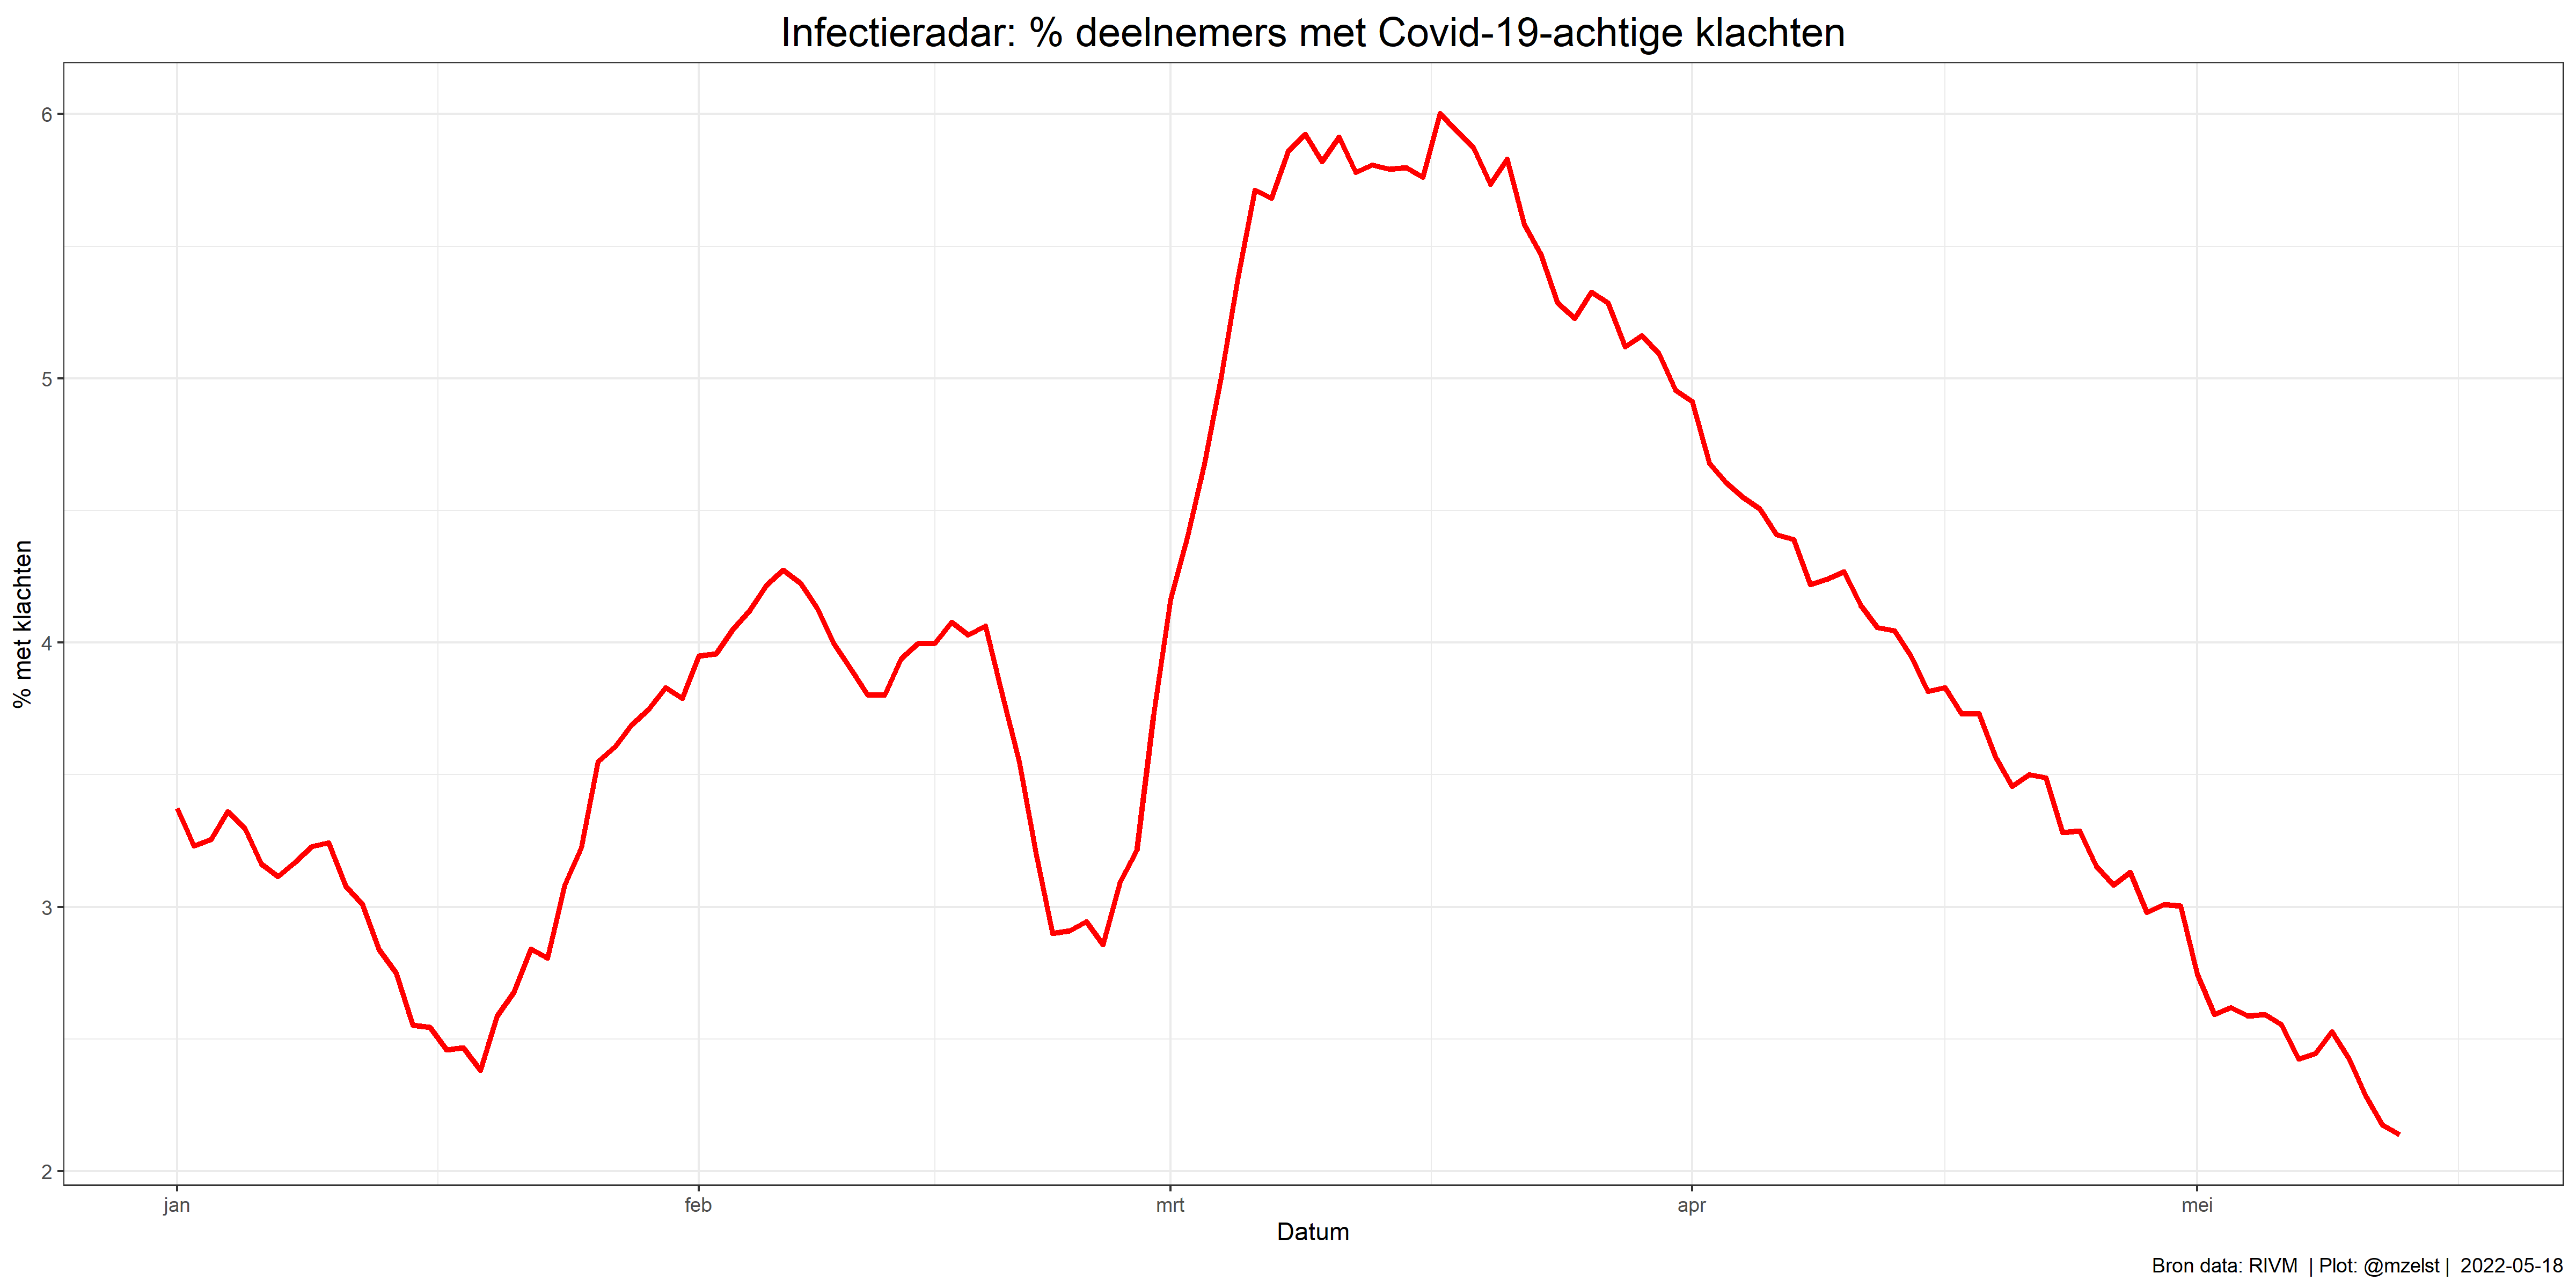 Infectieradar: % deelnemers met Covid-19-achtige klachten
6
5
4
3
2
% met klachten
jan feb mrt apr mei
Datum
Bron data: RIVM | Plot: @mzelst | 2022-05-18